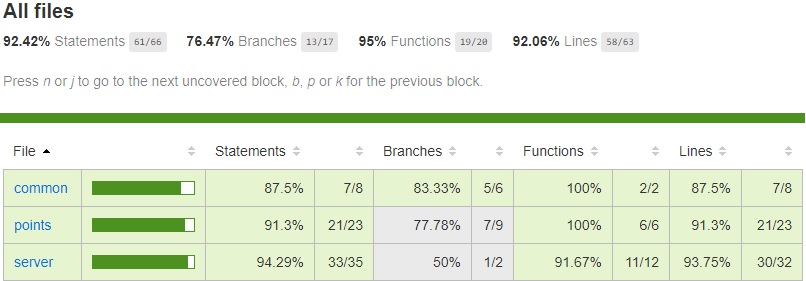 All files
92.42% Statements 61/66 76.47% Branches 13/17 95% Functions 19/20 92.06% Lines 58/63
Press n or j to go to the next uncovered block, b, p or k for the previous block.
File Statements Branches Functions Lines
common 87.5% 7/8 83.33% 5/6 100% 2/2 87.5% 7/8
points 91.3% 21/23 77.78% 7/9 100% 6/6 91.3% 21/23
server 94.29% 33/35 50% 1/2 91.67% 11/12 93.75% 30/32